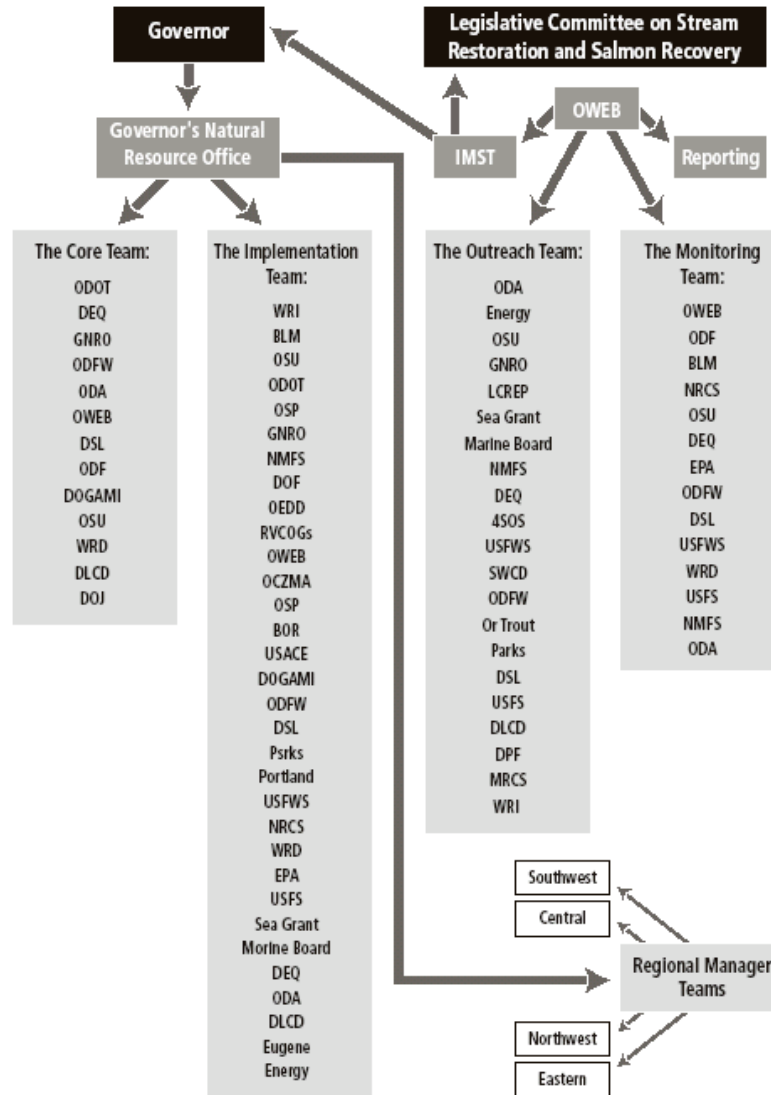 Governor
Legislative Committee on Stream
Restoration and Salmon Recovery
Governor's Natural
Resource Office
OWEB
IMST
Reporting
The Core Team:
ODOT
DEQ
GNRO
ODFW
ODA
OWEB
DSL
ODF
DOGAMI
OSU
WRD
DLCD
DOJ
The Implementation
Team:
WRI
BLM
OSU
ODOT
OSP
GNRO
NMFS
DOF
OEDD
RVCOGs
OWEB
OCZMA
OSP
BOR
USACE
DOGAMI
ODFW
DSL
Psrks
Portland
USFWS
NRCS
WRD
EPA
USFS
Sea Grant
Morine Board
DEQ
ODA
DLCD
Eugene
Energy
The Outreach Team:
ODA
Energy
OSU
GNRO
LCREP
Sea Grant
Marine Board
NMFS
DEQ
4SOS
USFWS
SWCD
ODFW
Or Trout
Parks
DSL
USFS
DLCD
DPF
MRCS
WRI
The Monitoring
Team:
OWEB
ODF
BLM
NRCS
OSU
DEQ
EPA
ODFW
DSL
USFWS
WRD
USFS
NMFS
ODA
Southwest
Central
Regional Manager
Teams
Northwest
Eastern